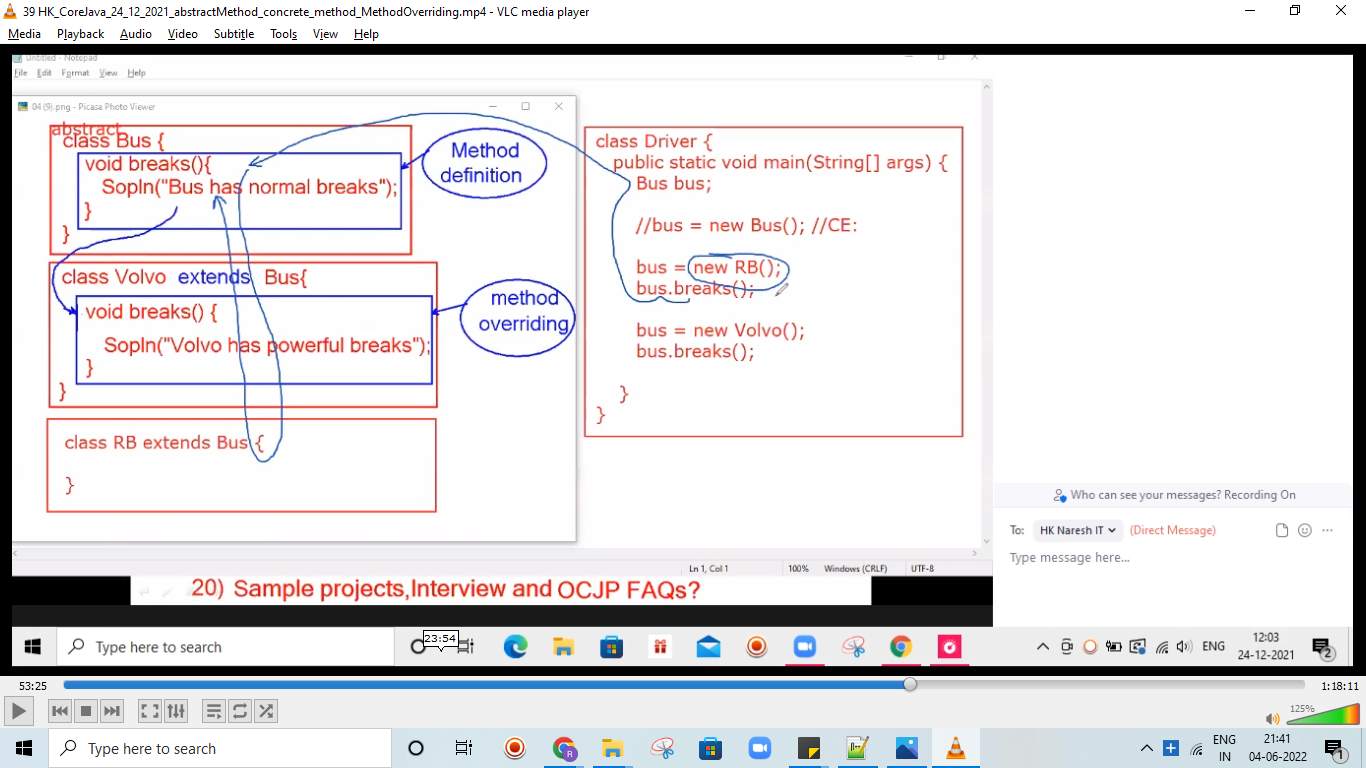 39 HK_CoreJava_24_12_2021_abstractMethod_concrete_method_MethodOverriding.mp4 - VLC media player
Media Playback Audio Video Subtitle Tools View Help
Untitled - Notepad
File Edit Format View Help
04 (9).png - Picasa Photo Viewer
abstract
class Bus {
void breaks(){
Sopln("Bus has normal breaks");
}
}
Method
definition
class Volvo extends Bus{
void breaks() {
Sopln("Volvo has powerful breaks");
}
}
method
overriding
class RB extends Bus {
}
class Driver {
public static void main(String[] args) {
Bus bus;
//bus = new Bus(); //CE:
bus = new RB();
bus.breaks();
bus = new Volvo();
bus.breaks();
}
}
Who can see your messages? Recording On
To: HK Naresh IT (Direct Message)
Type message here...
Ln 1, Col 1 100% Windows (CRLF) UTF-8
20) Sample projects,Interview and OCJP FAQs?
Type here to search
23:54
ENG
12:03
24-12-2021
2
53:25
1:18:11
125%
Type here to search
R
ENG
IN
21:41
04-06-2022
1